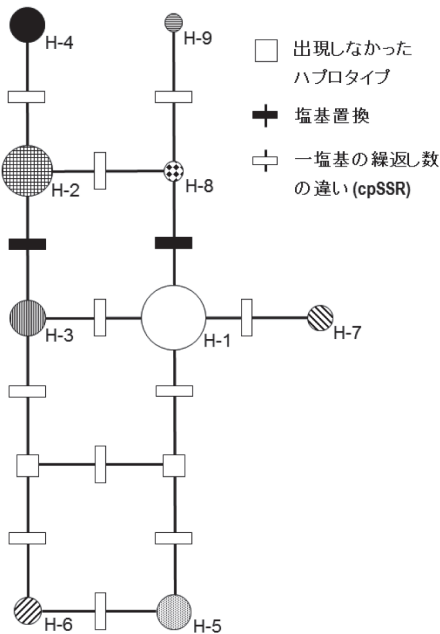 H-4
H-9
出現しなかった
ハプロタイプ
塩基置換
一塩基の繰返し数
の違い (cpSSR)
H-2
H-8
H-3
H-1
H-7
H-6
H-5